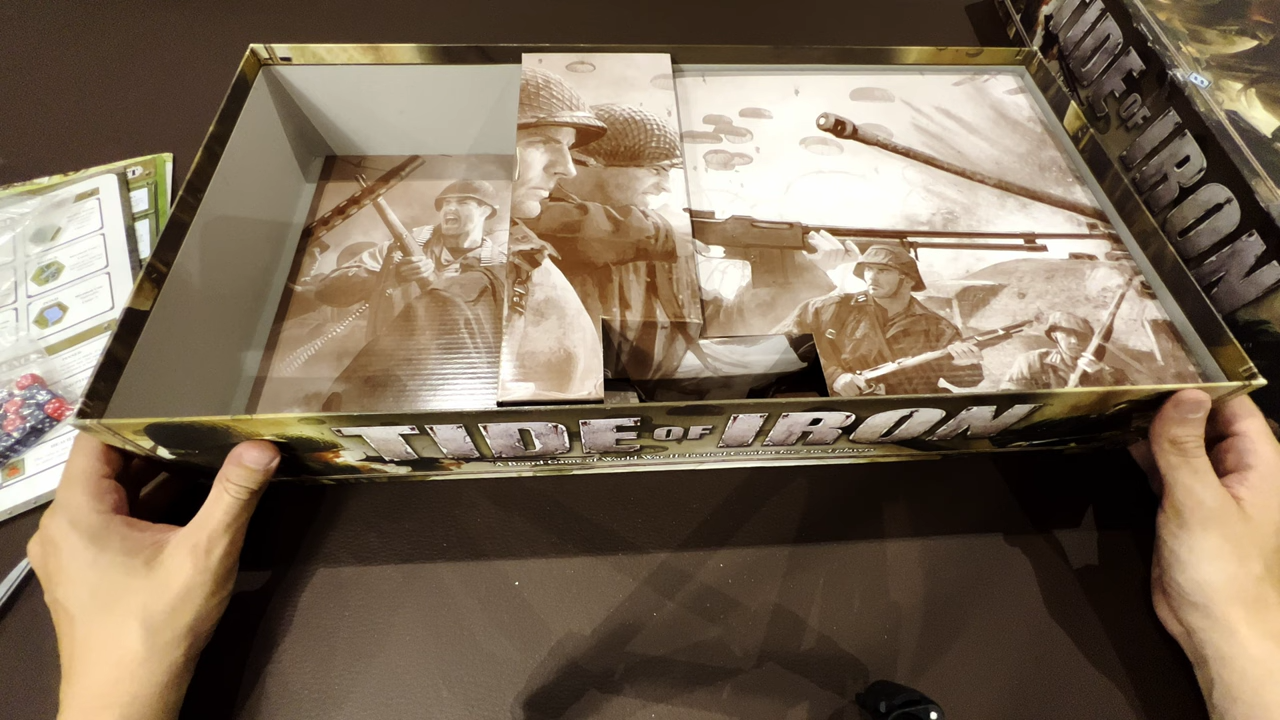 TIDE OF IRON
TIDE OF IRON
A Board Game of World War II Tactical Combat for 2 to 4 players